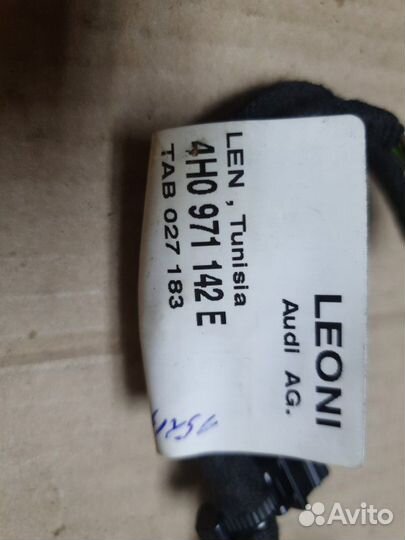 LEONI
Audi AG.
LEN , Tunisia
4H0 971 142 E
TAB 027 183
Avito